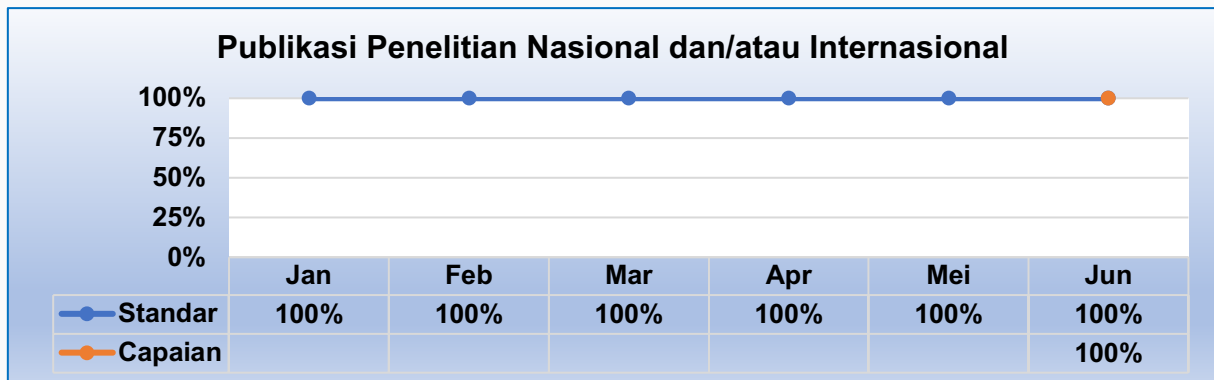 Publikasi Penelitian Nasional dan/atau Internasional
100%
75%
50%
25%
0%
Jan Feb Mar Apr Mei Jun
Standar 100% 100% 100% 100% 100% 100%
Capaian 100%